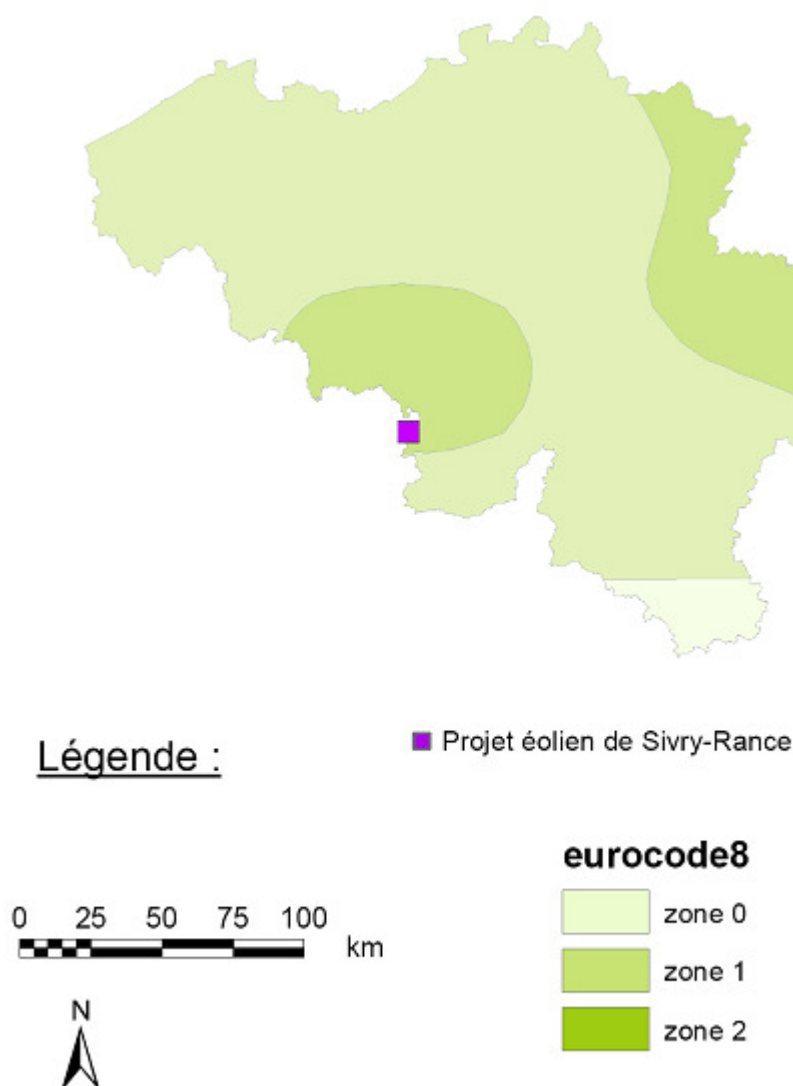 Légende :
Projet éolien de Sivry-Rance
eurocode8
zone 0
zone 1
zone 2
0 25 50 75 100
km
N